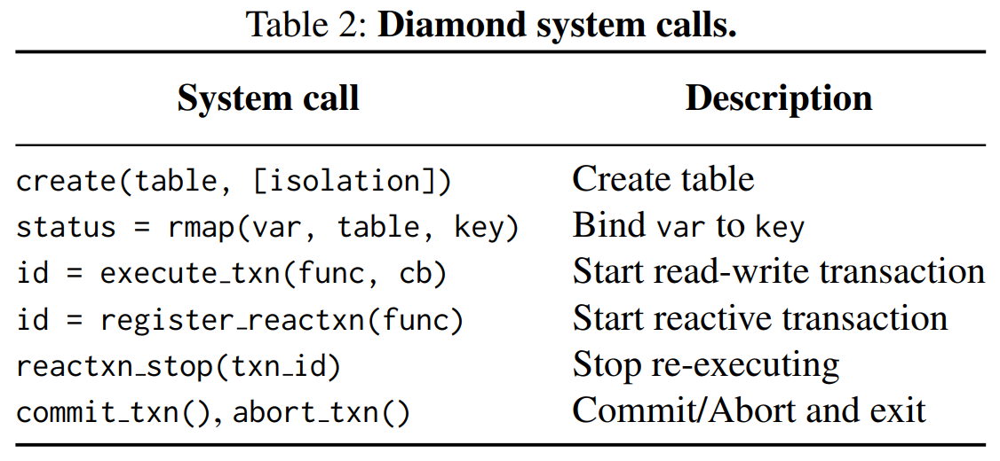 Table 2: Diamond system calls.
System call Description
create(table, [isolation]) Create table
status = rmap(var, table, key) Bind var to key
id = execute_txn(func, cb) Start read-write transaction
id = register_reactxn(func) Start reactive transaction
reactxn_stop(txn_id) Stop re-executing
commit_txn(), abort_txn() Commit/Abort and exit